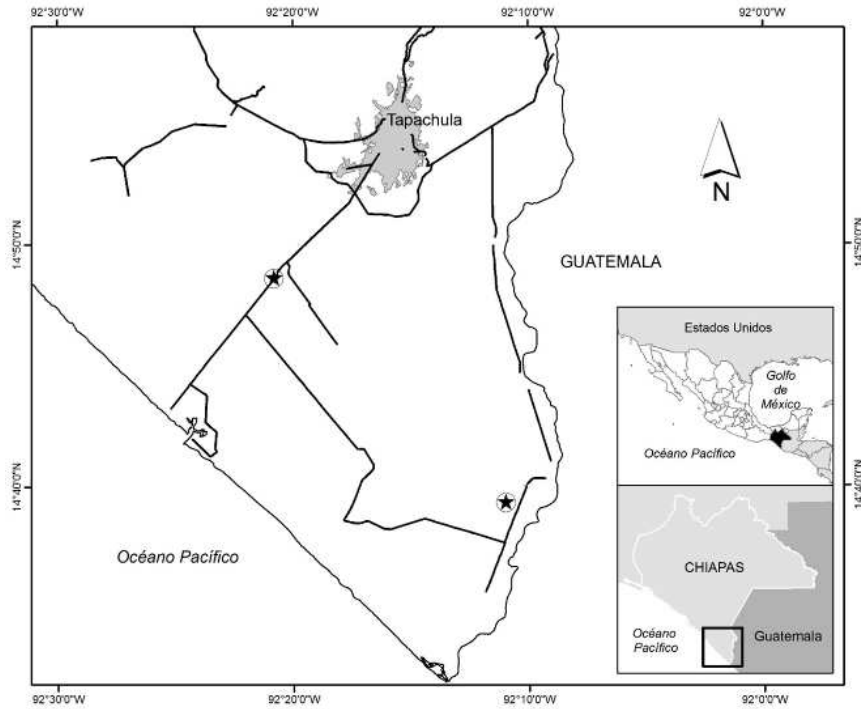 92°30'0"W
92°20'0"W
92°10'0"W
92°0'0"W
Tapachula
N
14°50'0"N
14°50'0"N
GUATEMALA
Estados Unidos
Golfo
de
México
Océano Pacífico
14°40'0"N
14°40'0"N
Océano Pacífico
CHIAPAS
Océano
Pacífico
Guatemala
92°30'0"W
92°20'0"W
92°10'0"W
92°0'0"W